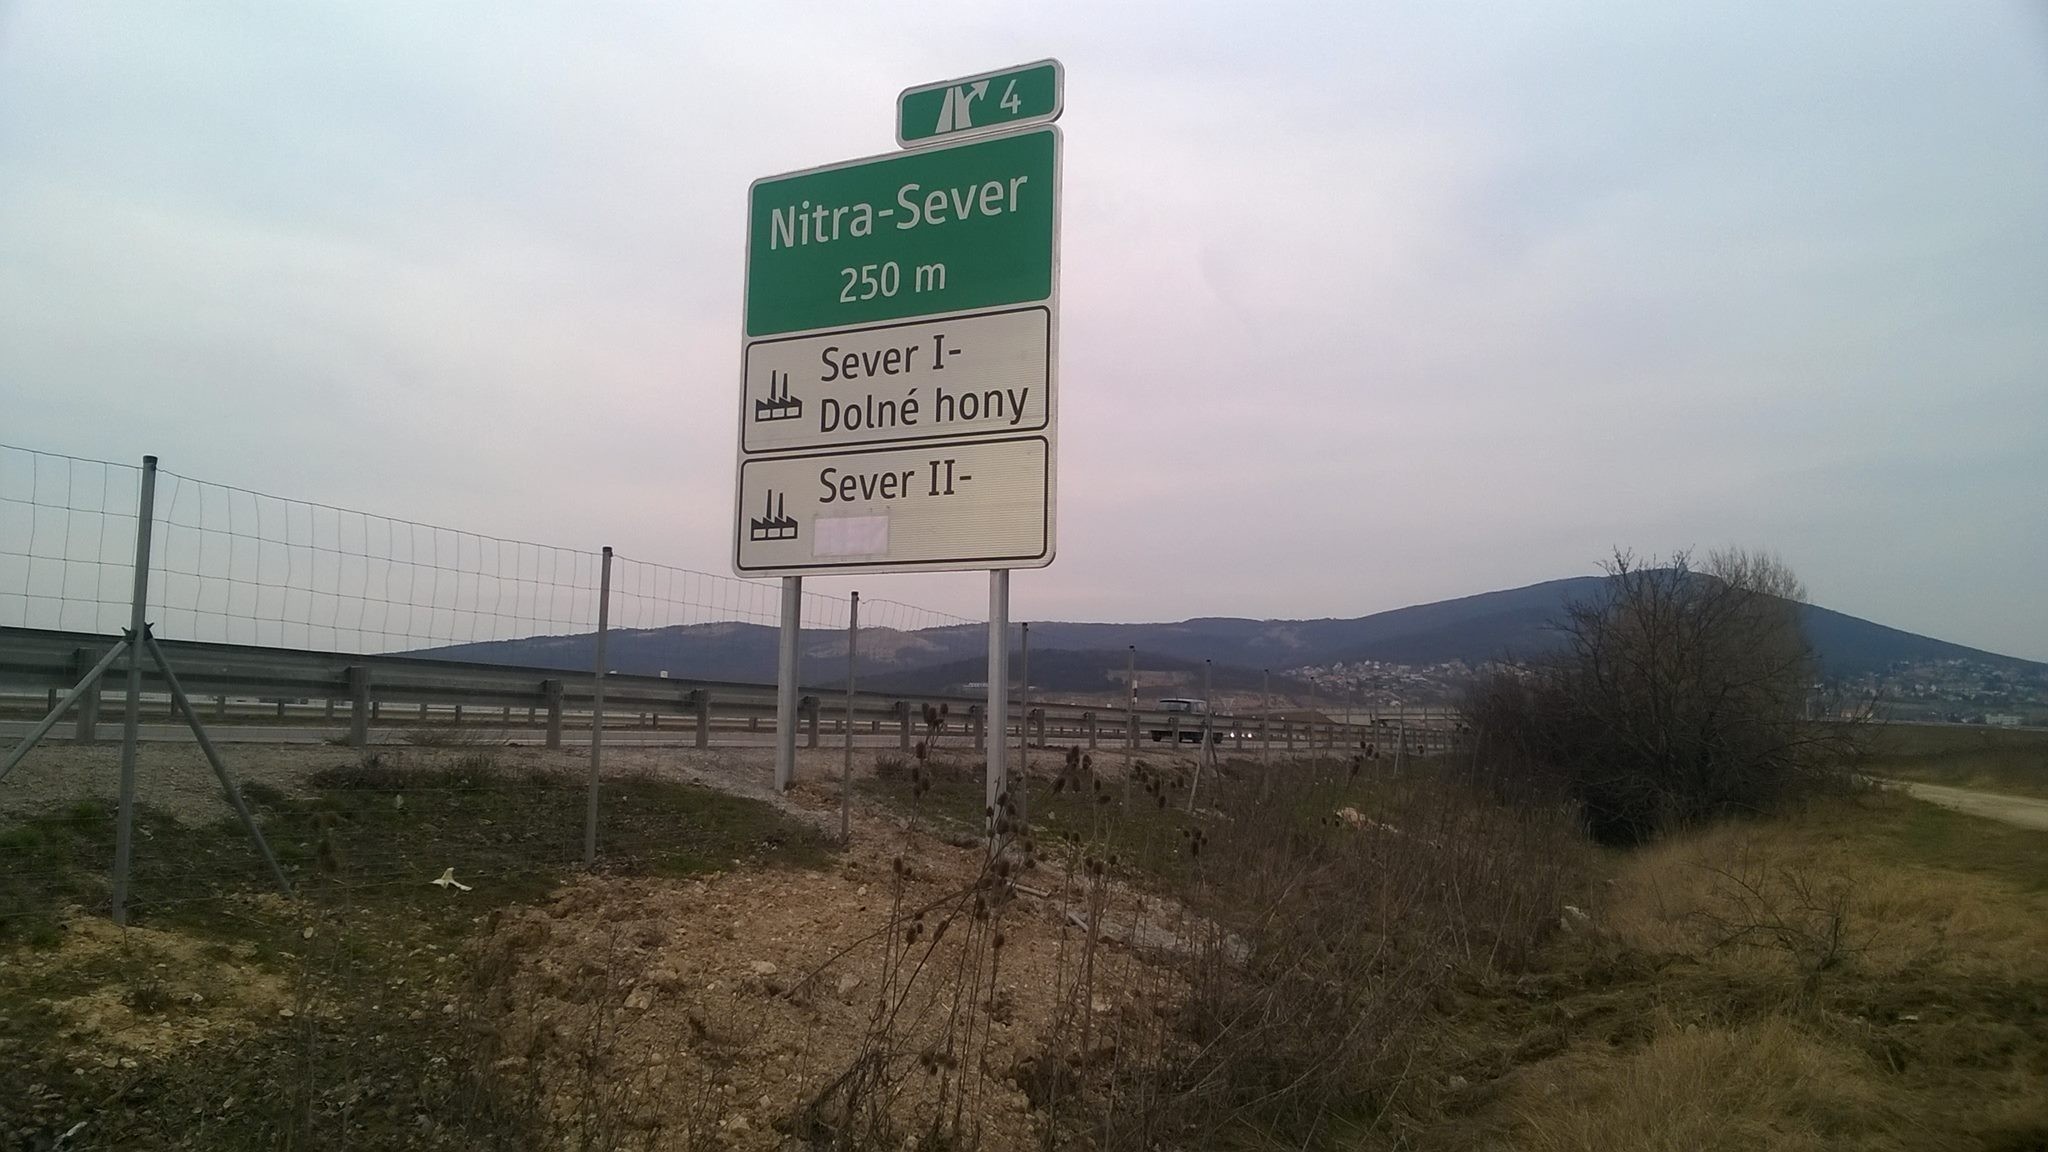 4
Nitra-Sever
250 m
Sever I-
Dolné hony
Sever II-